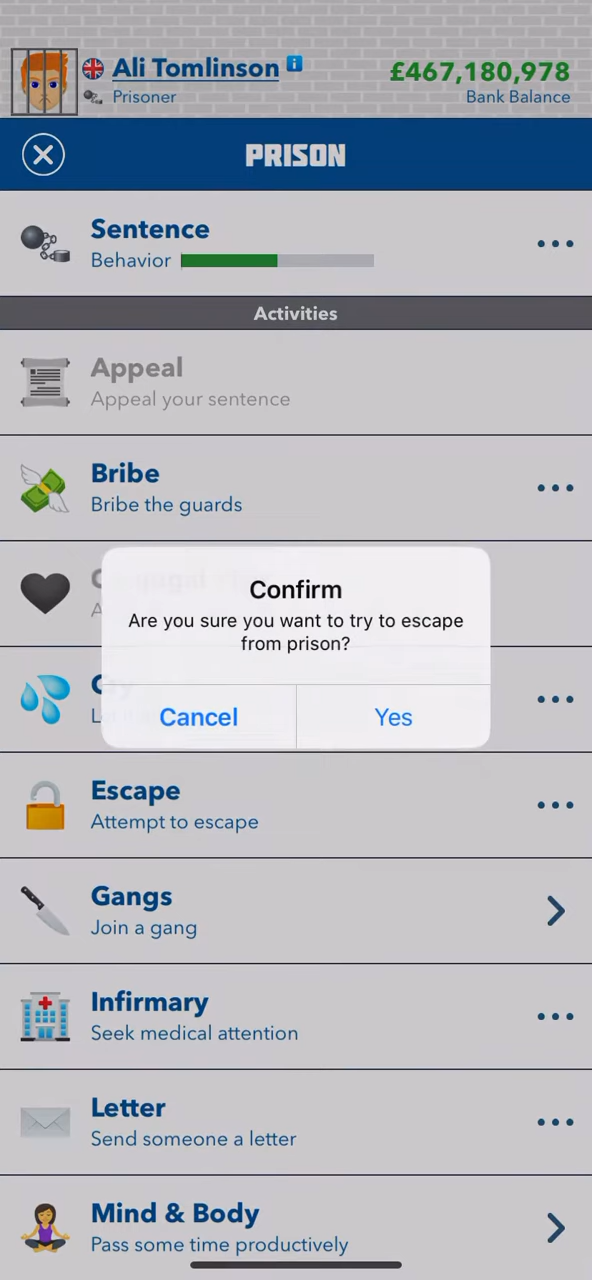 Ali Tomlinson
£467,180,978
Prisoner
Bank Balance
PRISON
Sentence
Behavior
Activities
Appeal
Appeal your sentence
Bribe
Bribe the guards
Confirm
Are you sure you want to try to escape
from prison?
Cancel
Yes
Escape
Attempt to escape
Gangs
Join a gang
Infirmary
Seek medical attention
Letter
Send someone a letter
Mind & Body
Pass some time productively